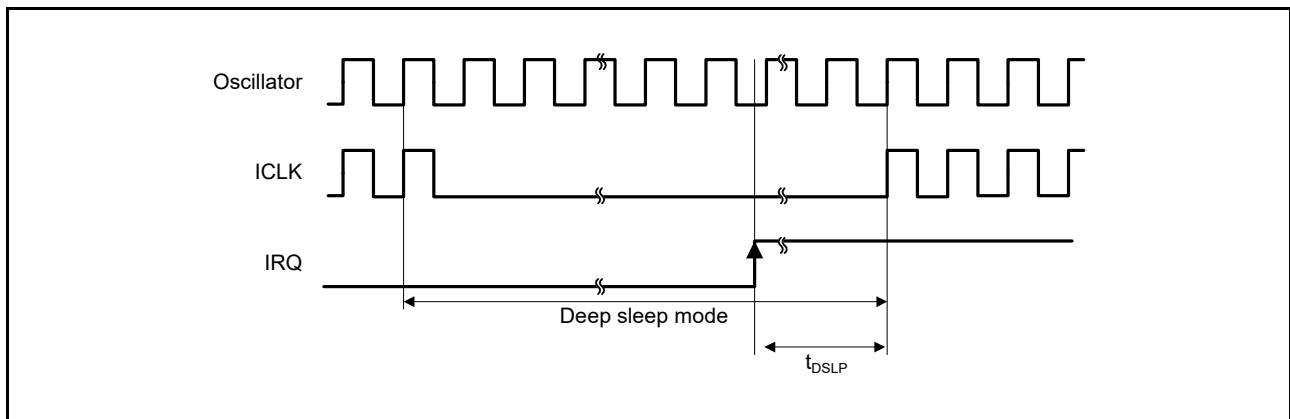 Oscillator
ICLK
IRQ
Deep sleep mode
tDSLP